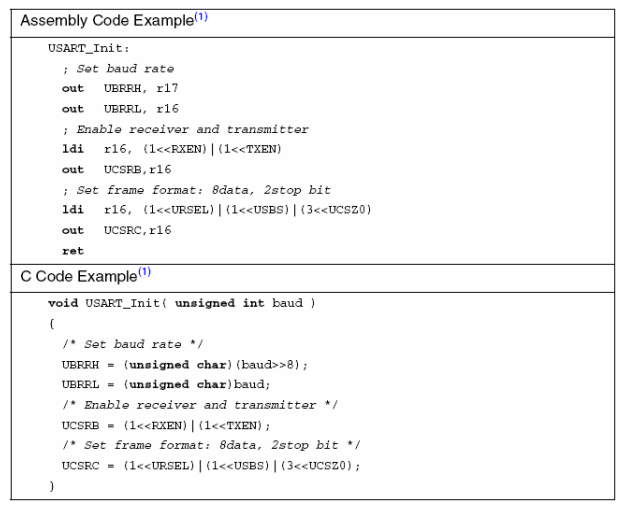 Assembly Code Example(1)
USART_Init:
; Set baud rate
out UBRRH, r17
out UBRRL, r16
; Enable receiver and transmitter
ldi r16, (1<<RXEN)|(1<<TXEN)
out UCSRB,r16
; Set frame format: 8data, 2stop bit
ldi r16, (1<<URSEL)|(1<<USBS)|(3<<UCSZ0)
out UCSRC,r16
ret
C Code Example(1)
void USART_Init( unsigned int baud )
{
/* Set baud rate */
UBRRH = (unsigned char)(baud>>8);
UBRRL = (unsigned char)baud;
/* Enable receiver and transmitter */
UCSRB = (1<<RXEN)|(1<<TXEN);
/* Set frame format: 8data, 2stop bit */
UCSRC = (1<<URSEL)|(1<<USBS)|(3<<UCSZ0);
}